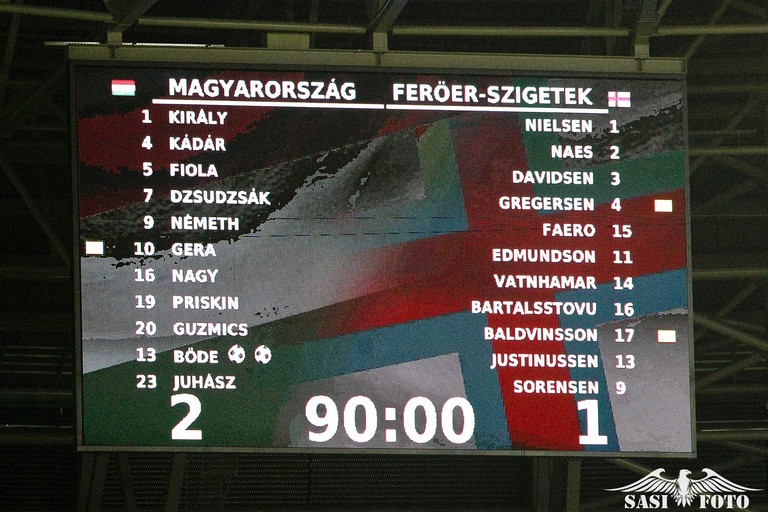 MAGYARORSZÁG FERÖER-SZIGETEK
1 KIRÁLY NIELSEN 1
4 KÁDÁR NAES 2
5 FIOLA DAVIDSEN 3
7 DZSUDZSÁK GREGERSEN 4
9 NÉMETH FAERO 15
10 GERA EDMUNDSON 11
16 NAGY VATNHAMAR 14
19 PRISKIN BARTALSSTOVU 16
20 GUZMICS BALDVINSSON 17
13 BÖDE JUSTINUSSEN 13
23 JUHÁSZ SORENSEN 9
2 90:00 1
SASI FOTO